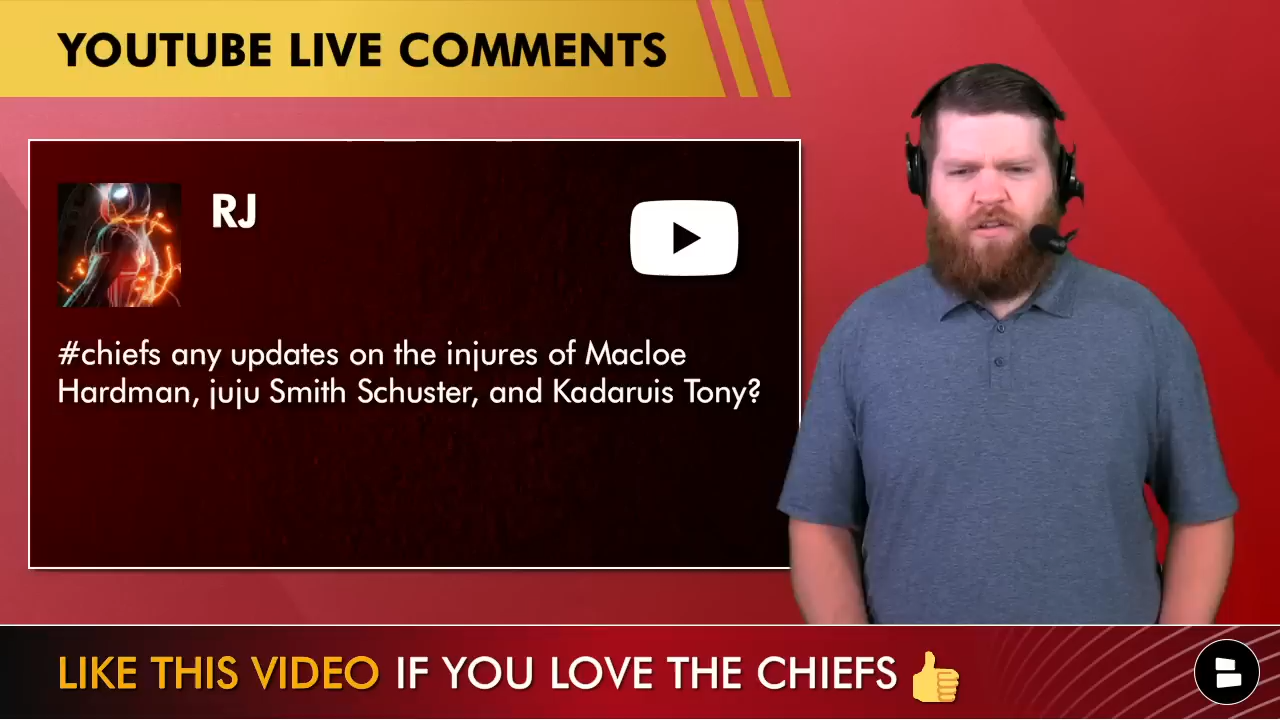 YOUTUBE LIVE COMMENTS
RJ
#chiefs any updates on the injures of Macloe
Hardman, juju Smith Schuster, and Kadaruis Tony?
LIKE THIS VIDEO IF YOU LOVE THE CHIEFS